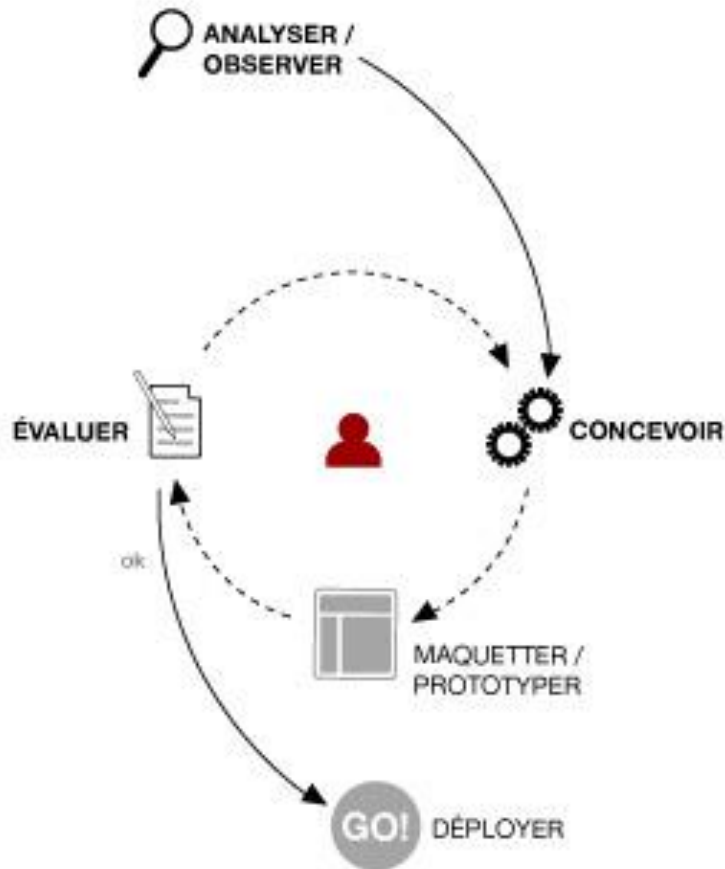 ANALYSER /
OBSERVER
ÉVALUER
CONCEVOIR
ok
MAQUETTER /
PROTOTYPER
GO! DÉPLOYER